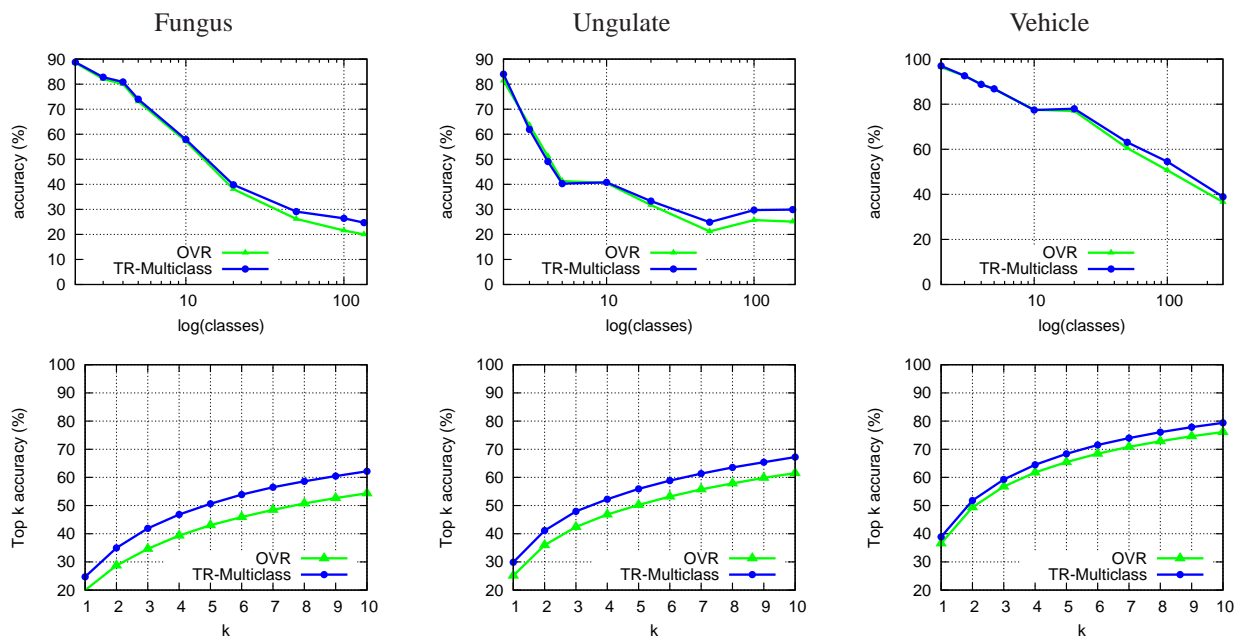 Fungus
accuracy (%)
90
80
70
60
50
40
30
20
10
0
OVR
TR-Multiclass
10
100
log(classes)
Ungulate
accuracy (%)
90
80
70
60
50
40
30
20
10
0
OVR
TR-Multiclass
10
100
log(classes)
Vehicle
accuracy (%)
100
80
60
40
20
0
OVR
TR-Multiclass
10
100
log(classes)
Top k accuracy (%)
100
90
80
70
60
50
40
30
20
OVR
TR-Multiclass
1 2 3 4 5 6 7 8 9 10
k
Top k accuracy (%)
100
90
80
70
60
50
40
30
20
OVR
TR-Multiclass
1 2 3 4 5 6 7 8 9 10
k
Top k accuracy (%)
100
90
80
70
60
50
40
30
20
OVR
TR-Multiclass
1 2 3 4 5 6 7 8 9 10
k